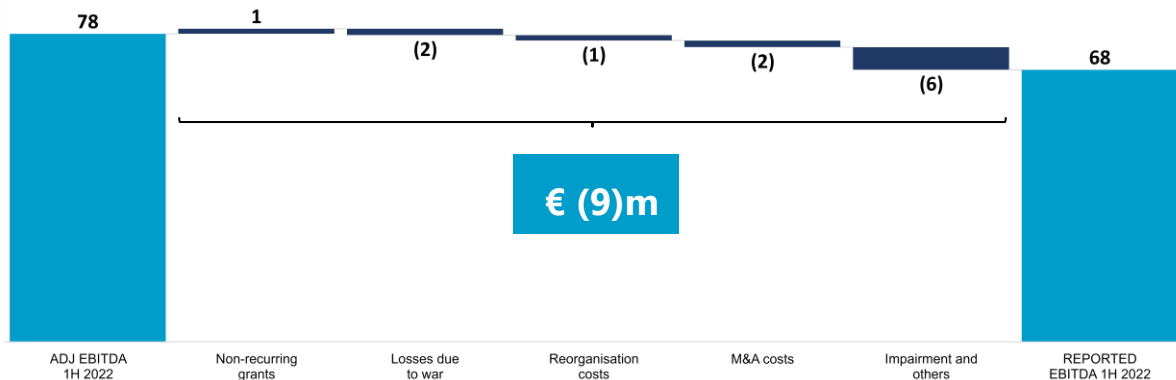 78
1
(2)
(1)
(2)
(6)
68
€ (9)m
ADJ EBITDA
1H 2022
Non-recurring
grants
Losses due
to war
Reorganisation
costs
M&A costs
Impairment and
others
REPORTED
EBITDA 1H 2022